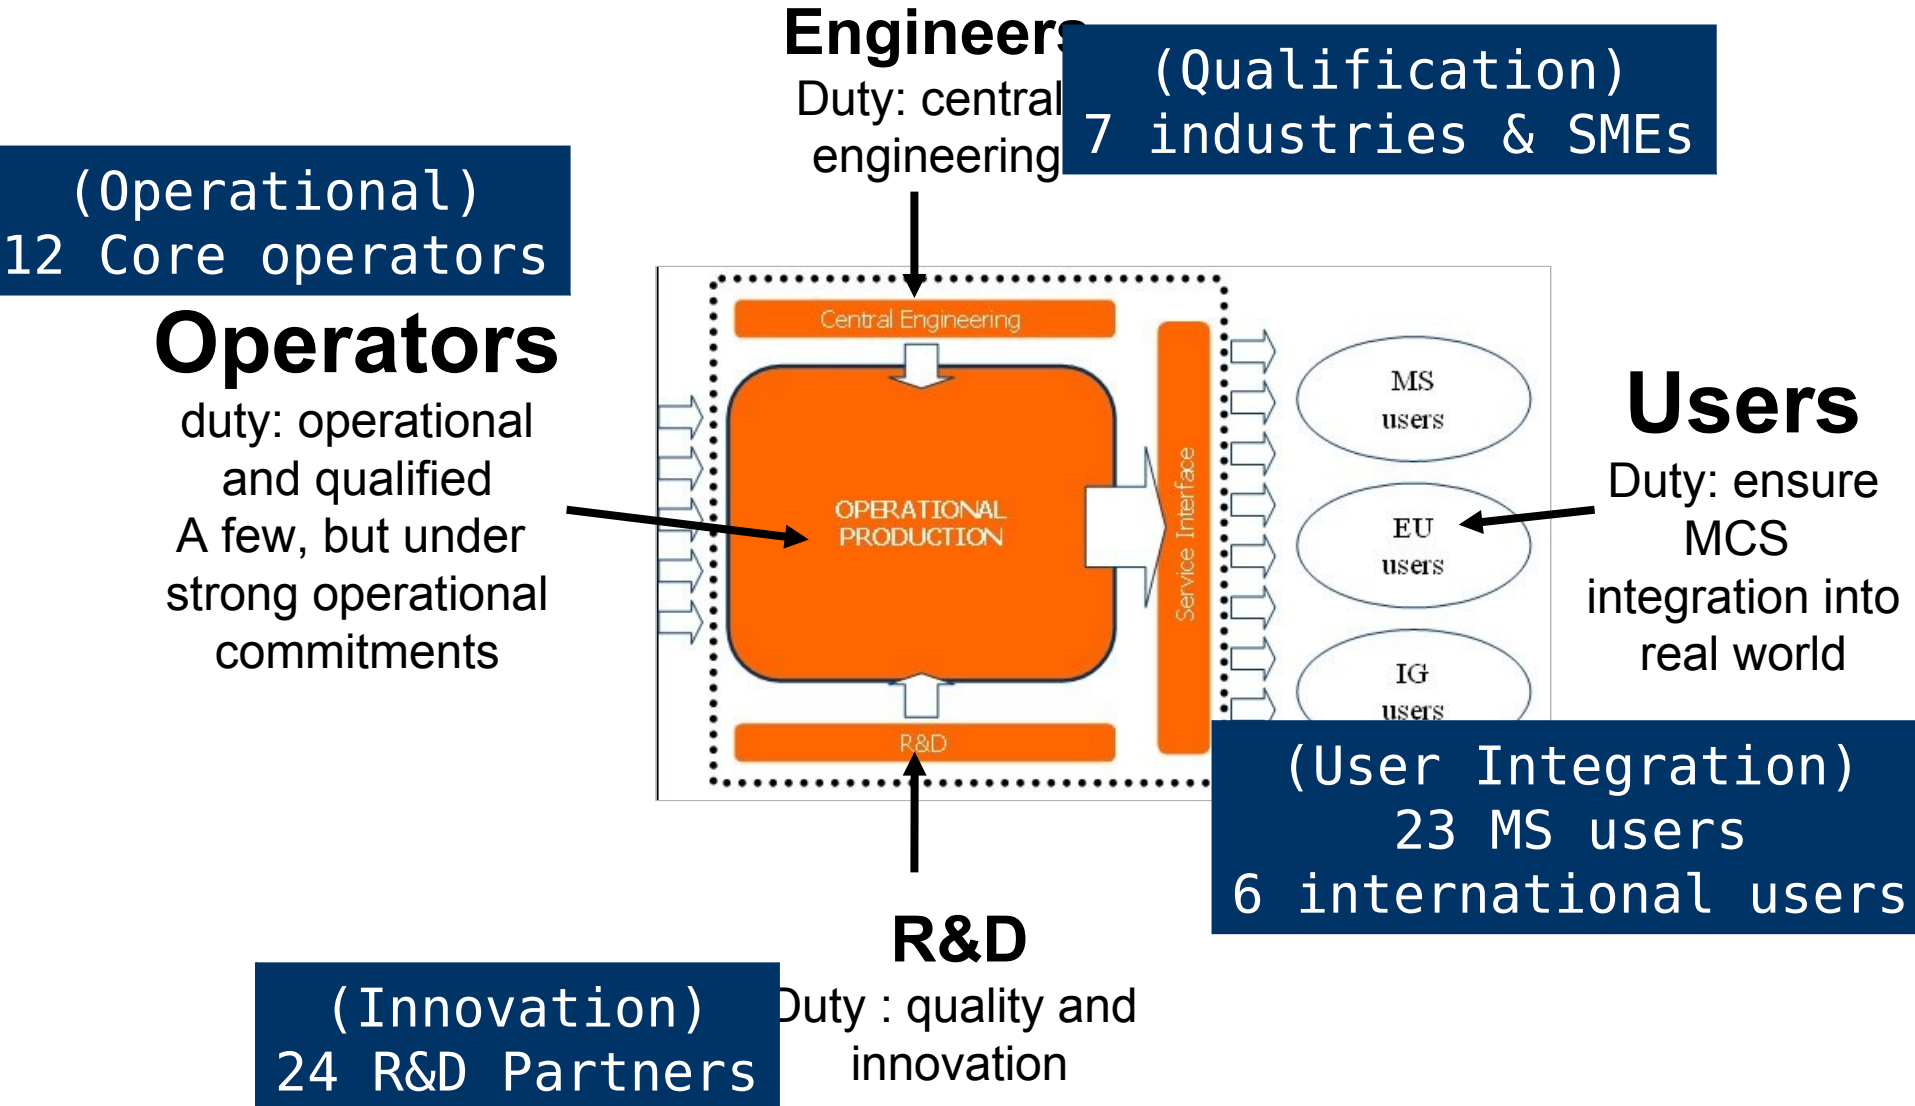 Engineers
Duty: central
engineering
(Qualification)
7 industries & SMEs
(Operational)
12 Core operators
Operators
duty: operational
and qualified
A few, but under
strong operational
commitments
Central Engineering
OPERATIONAL
PRODUCTION
R&D
Service Interface
MS
users
EU
users
IG
users
Users
Duty: ensure
MCS
integration into
real world
(User Integration)
23 MS users
6 international users
R&D
Duty : quality and
innovation
(Innovation)
24 R&D Partners